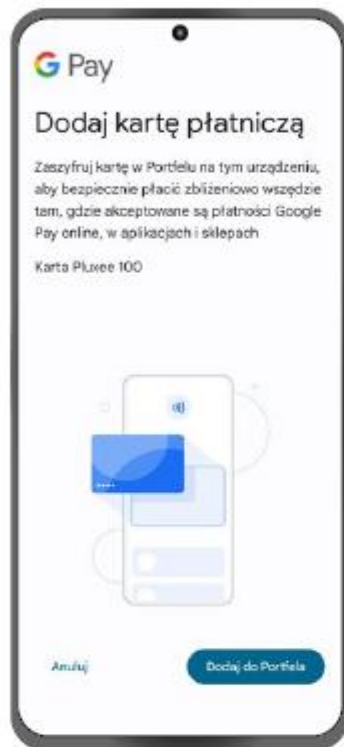 G Pay
Dodaj kartę płatniczą
Zaszyfruj kartę w Portfelu na tym urządzeniu,
aby bezpiecznie płacić zbliżeniowo wszędzie
tam, gdzie akceptowane są płatności Google
Pay online, w aplikacjach i sklepach
Karta Pluxee 100
Anuluj
Dodaj do Portfela